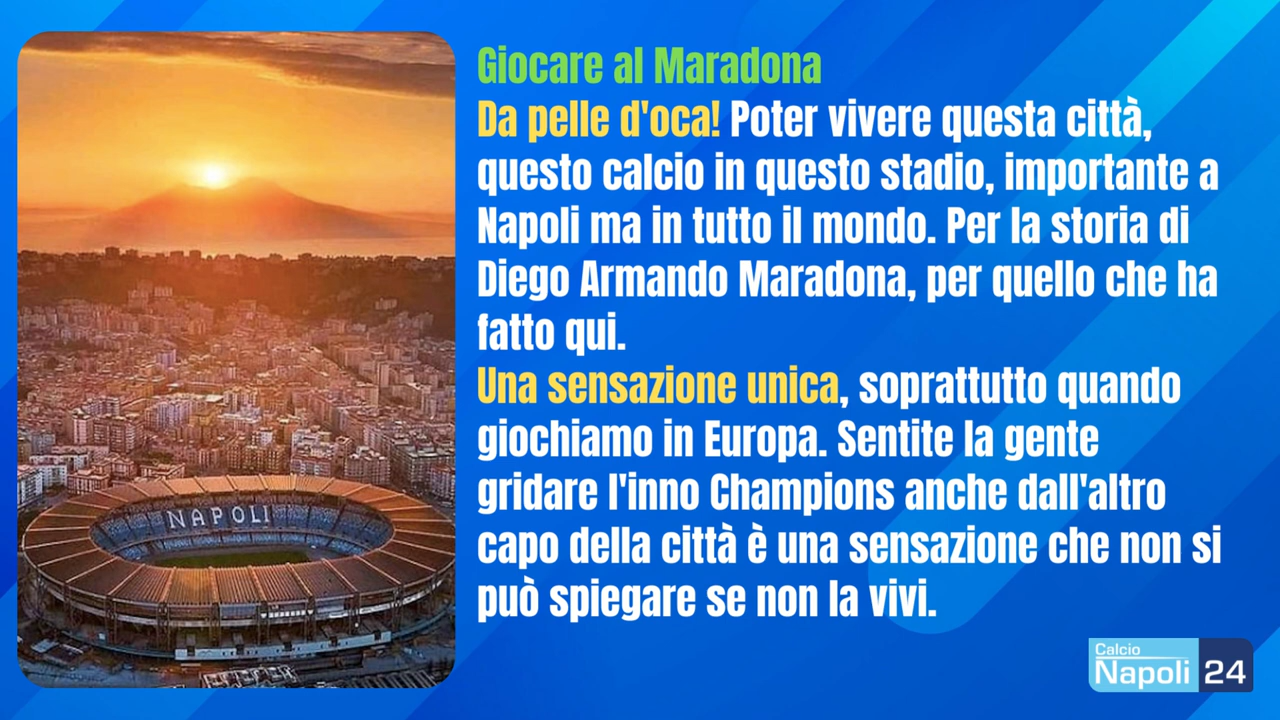 Giocare al Maradona
Da pelle d'oca! Poter vivere questa città,
questo calcio in questo stadio, importante a
Napoli ma in tutto il mondo. Per la storia di
Diego Armando Maradona, per quello che ha
fatto qui.
Una sensazione unica, soprattutto quando
giochiamo in Europa. Sentite la gente
gridare l'inno Champions anche dall'altro
capo della città è una sensazione che non si
può spiegare se non la vivi.
NAPOLI
Calcio
Napoli 24